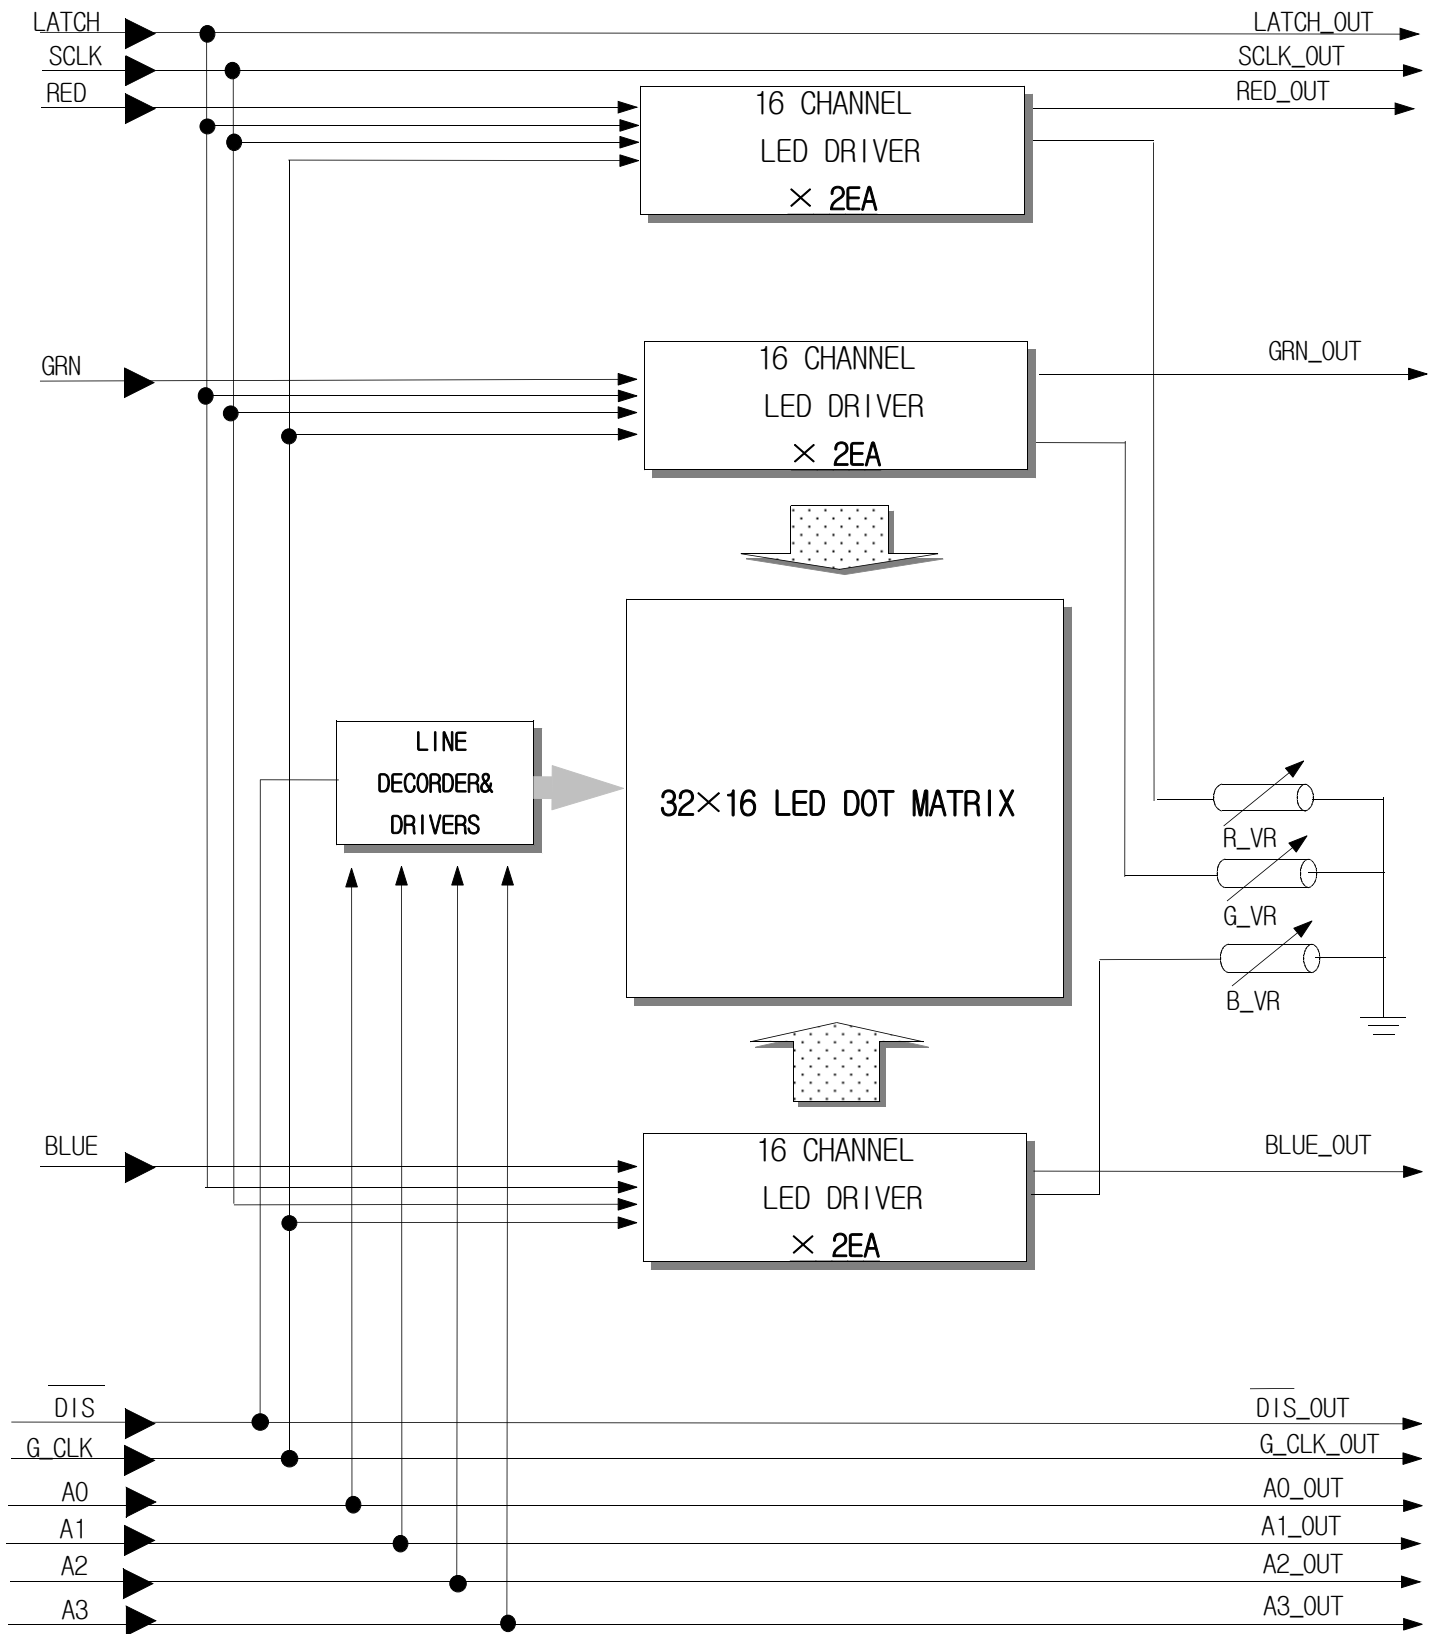 LATCH
LATCH_OUT
SCLK
SCLK_OUT
RED
RED_OUT
16 CHANNEL
LED DRIVER
× 2EA
GRN
GRN_OUT
16 CHANNEL
LED DRIVER
× 2EA
LINE
DECORDER&
DRIVERS
32×16 LED DOT MATRIX
R_VR
G_VR
B_VR
BLUE
BLUE_OUT
16 CHANNEL
LED DRIVER
× 2EA
D̅I̅S̅
D̅I̅S̅_OUT
G_CLK
G_CLK_OUT
A0
A0_OUT
A1
A1_OUT
A2
A2_OUT
A3
A3_OUT